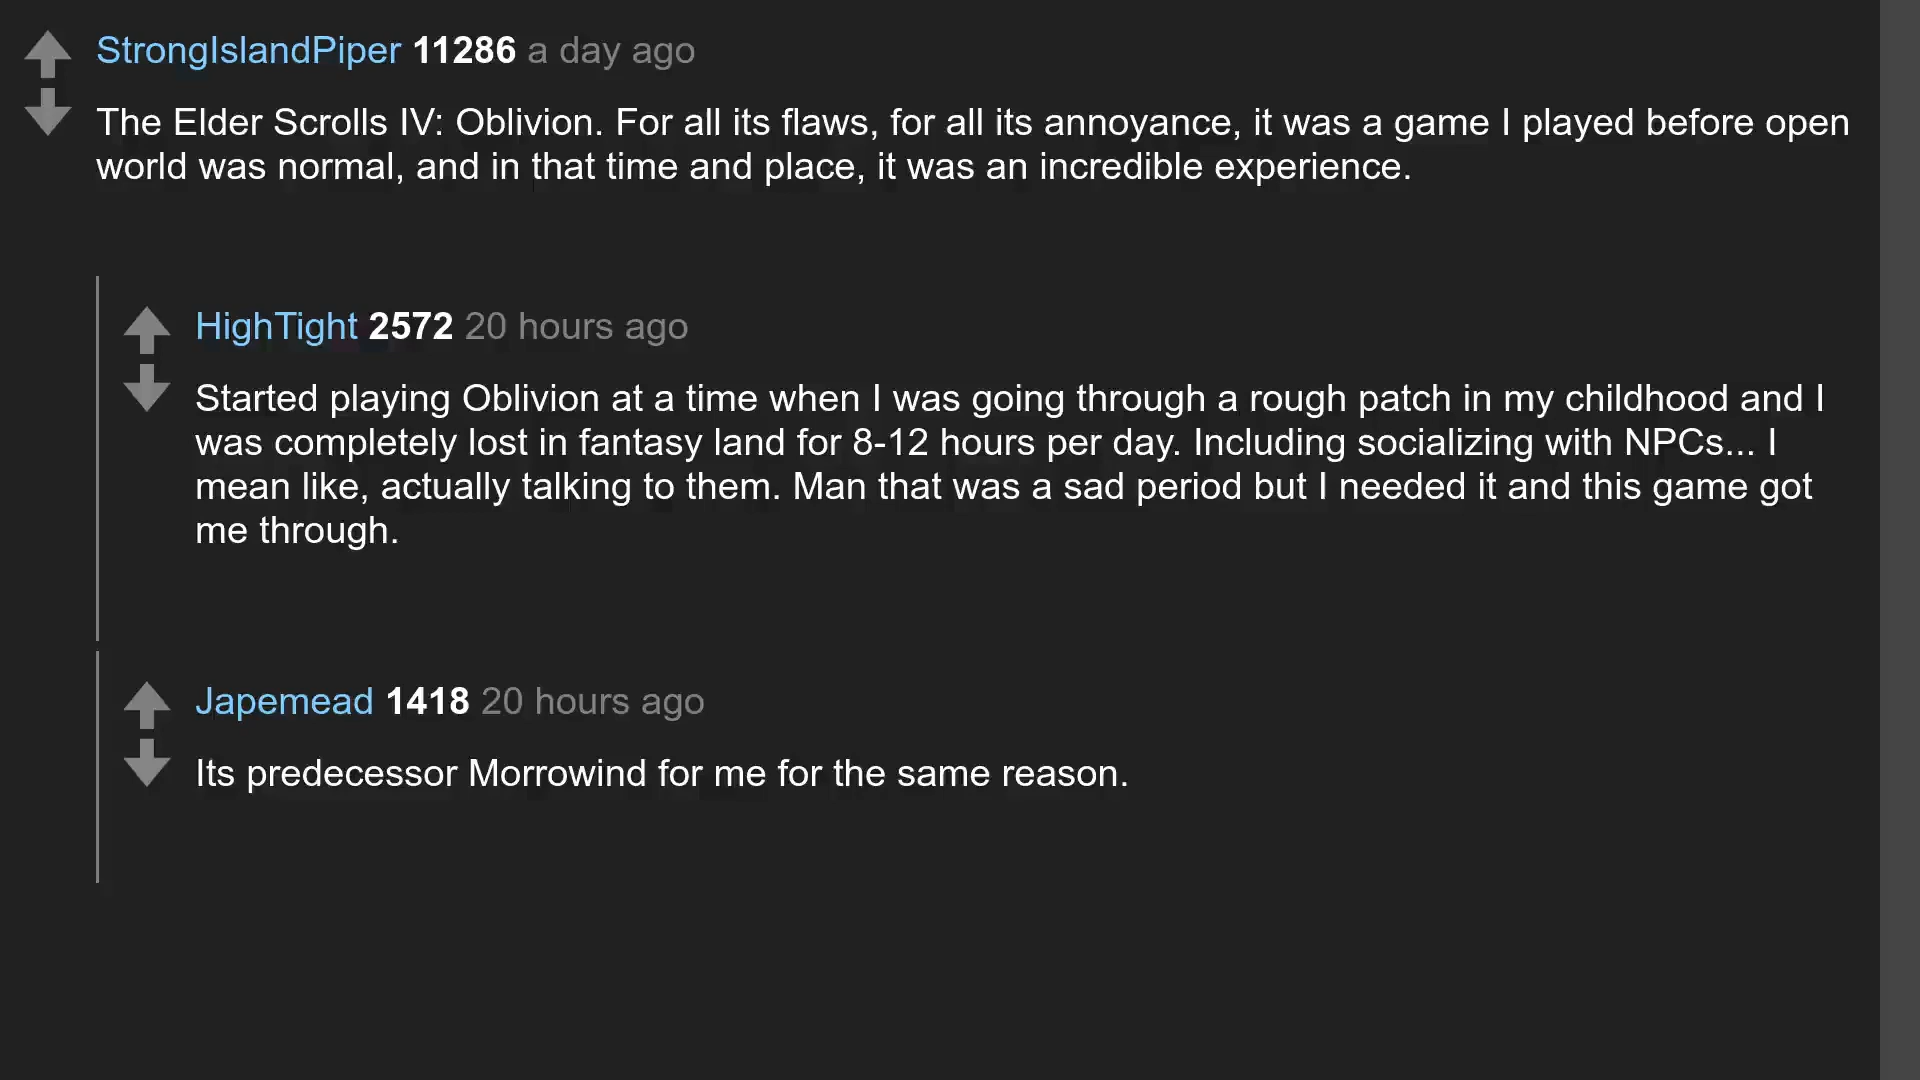 StrongIslandPiper 11286 a day ago
The Elder Scrolls IV: Oblivion. For all its flaws, for all its annoyance, it was a game I played before open
world was normal, and in that time and place, it was an incredible experience.
HighTight 2572 20 hours ago
Started playing Oblivion at a time when I was going through a rough patch in my childhood and I
was completely lost in fantasy land for 8-12 hours per day. Including socializing with NPCs... I
mean like, actually talking to them. Man that was a sad period but I needed it and this game got
me through.
Japemead 1418 20 hours ago
Its predecessor Morrowind for me for the same reason.